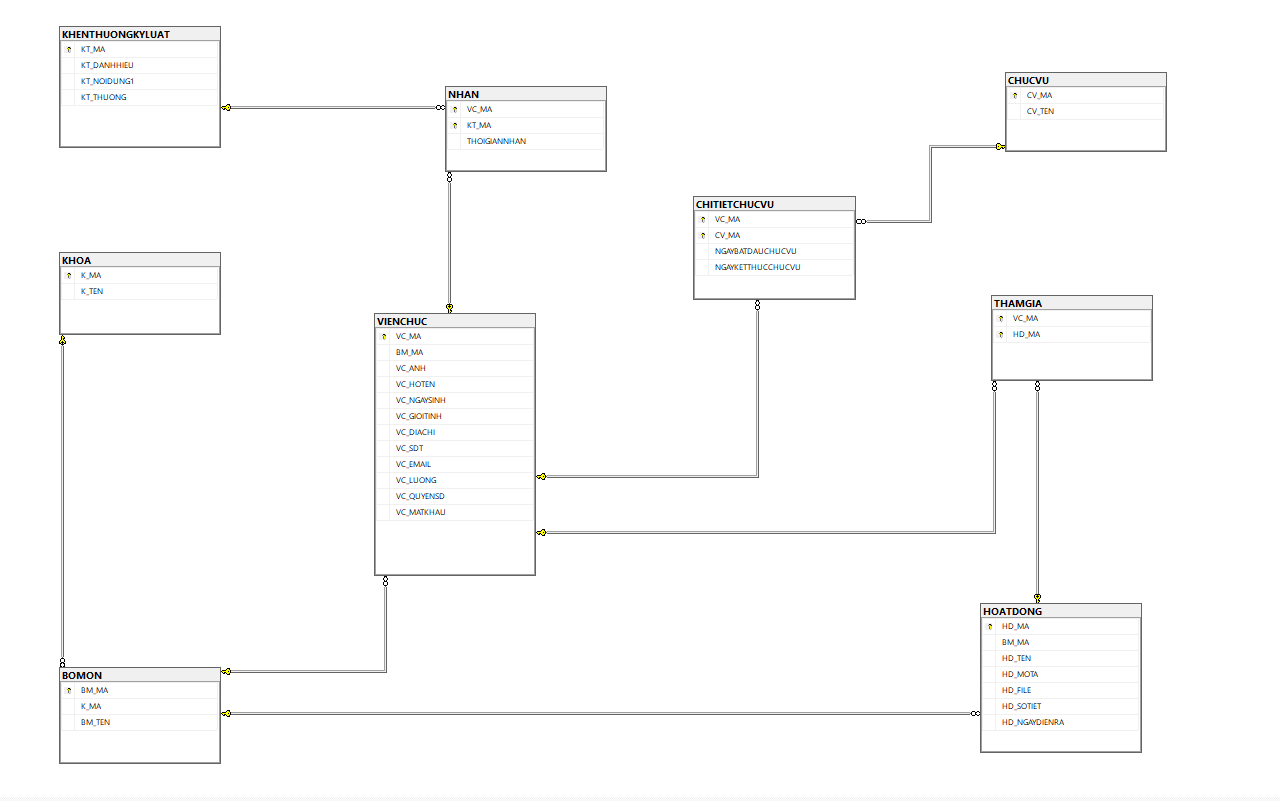 KHENTHUONGKYLUAT
KT_MA
KT_DANHHIEU
KT_NOIDUNG1
KT_THUONG
NHAN
VC_MA
KT_MA
THOIGIANNHAN
CHUCVU
CV_MA
CV_TEN
CHITIETCHUCVU
VC_MA
CV_MA
NGAYBATDAUCHUCVU
NGAYKETTHUCCHUCVU
KHOA
K_MA
K_TEN
THAMGIA
VC_MA
HD_MA
VIENCHUC
VC_MA
BM_MA
VC_ANH
VC_HOTEN
VC_NGAYSINH
VC_GIOITINH
VC_DIACHI
VC_SDT
VC_EMAIL
VC_LUONG
VC_QUYENSD
VC_MATKHAU
HOATDONG
HD_MA
BM_MA
HD_TEN
HD_MOTA
HD_FILE
HD_SOTIET
HD_NGAYDIENRA
BOMON
BM_MA
K_MA
BM_TEN